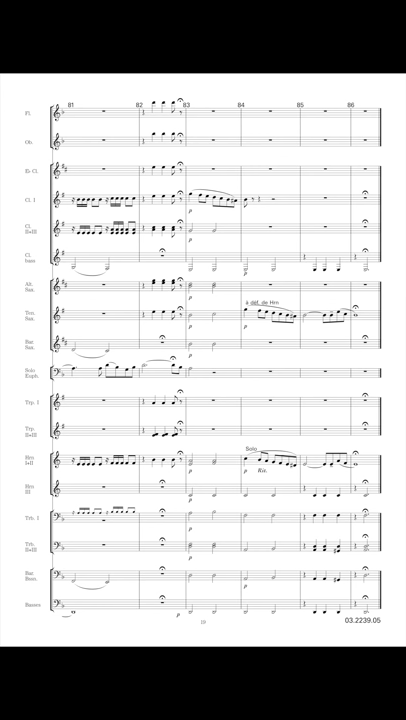 81 82 83 84 85 86
Fl.
Ob.
Eb Cl.
Cl. I
Cl.
II+III
Cl.
bass
Alt.
Sax.
à déf. de Hrn
Ten.
Sax.
Bar.
Sax.
Solo
Euph.
Trp. I
Trp.
II+III
Solo
Hrn
I+II
Rit.
Hrn
III
Trb. I
Trb.
II+III
Bar.
Basses
p
19
03.2239.05